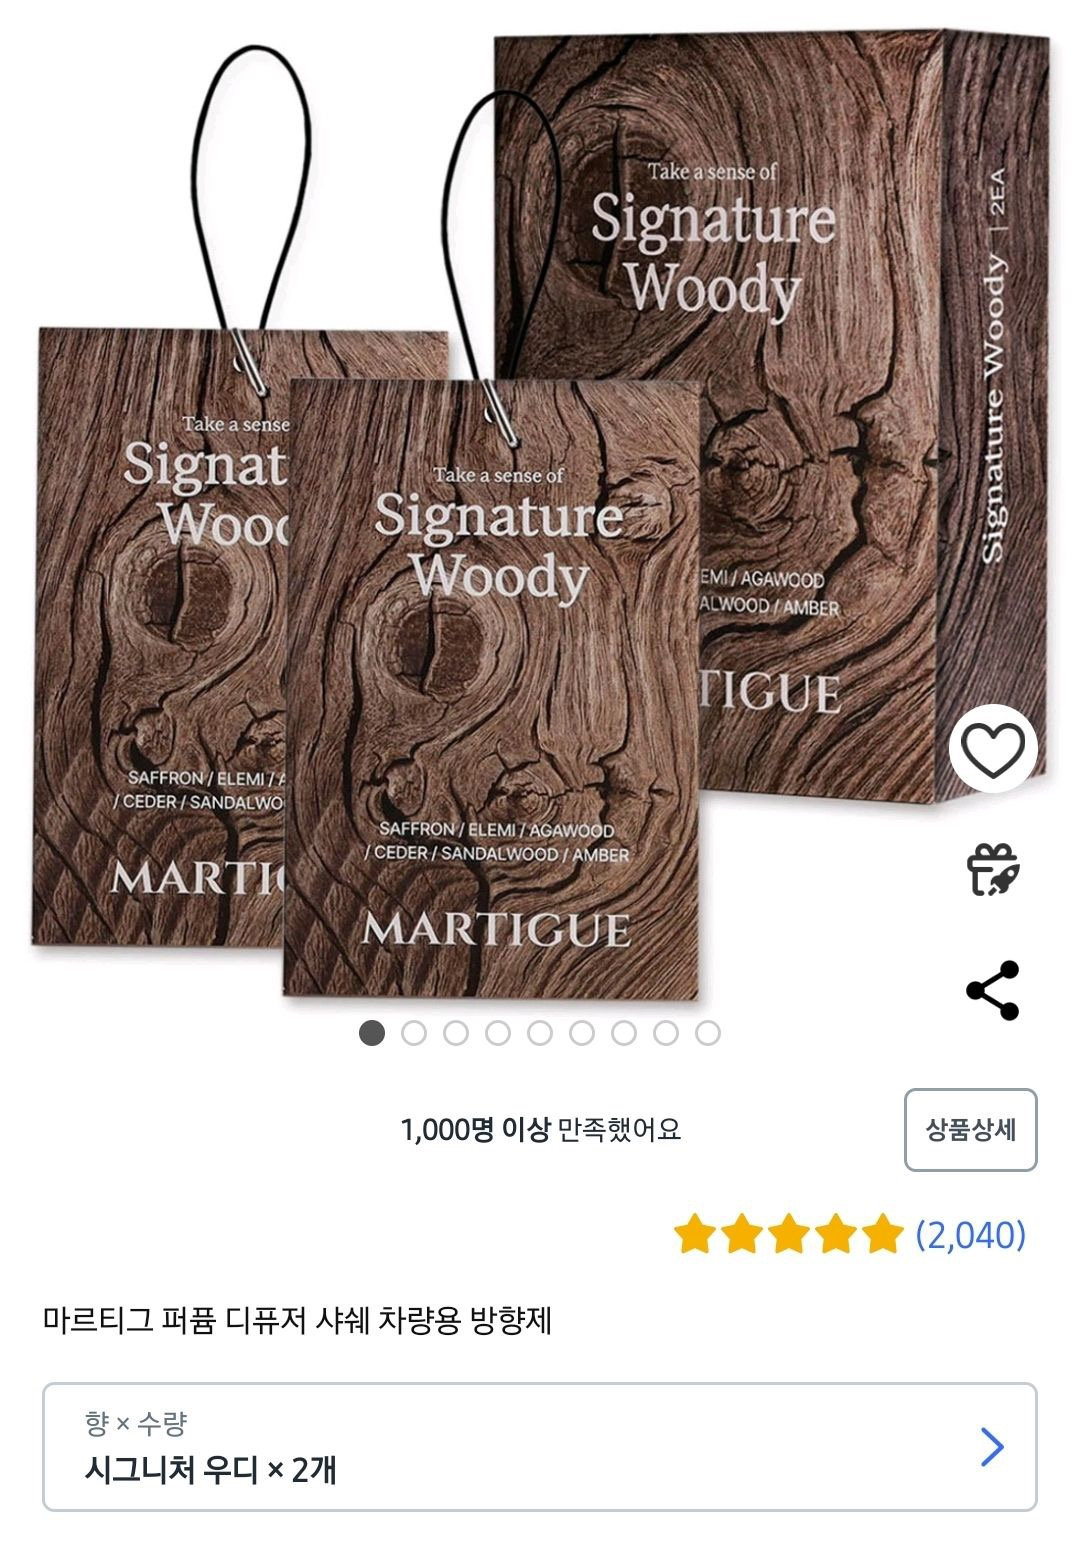 Take a sense of
Signature
Woody
EMI / AGAWOOD
ALWOOD / AMBER
TIGUE
Signature Woody | 2EA
Take a sense
Signat
Wood
SAFFRON / ELEMI / A
/ CEDER / SANDALWO
MARTIG
Take a sense of
Signature
Woody
SAFFRON / ELEMI / AGAWOOD
/ CEDER / SANDALWOOD / AMBER
MARTIGUE
1,000명 이상 만족했어요
상품상세
(2,040)
마르티그 퍼퓸 디퓨저 샤쉐 차량용 방향제
향 × 수량
시그니처 우디 × 2개